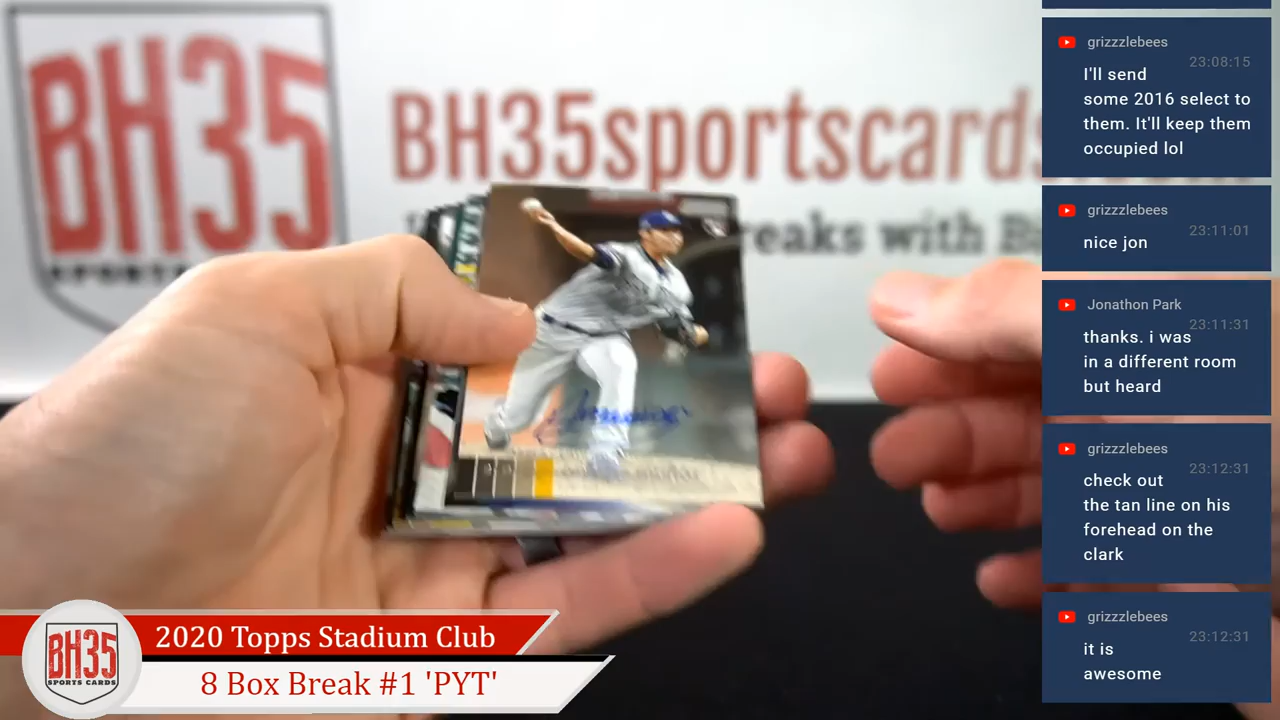 BH35
SPORTS
BH35sportscards.com
reaks with B
2020 Topps Stadium Club
8 Box Break #1 'PYT'
BH35
SPORTS CARDS
grizzzlebees
23:08:15
I'll send
some 2016 select to
them. It'll keep them
occupied lol
grizzzlebees
23:11:01
nice jon
Jonathon Park
23:11:31
thanks. i was
in a different room
but heard
grizzzlebees
23:12:31
check out
the tan line on his
forehead on the
clark
grizzzlebees
23:12:31
it is
awesome